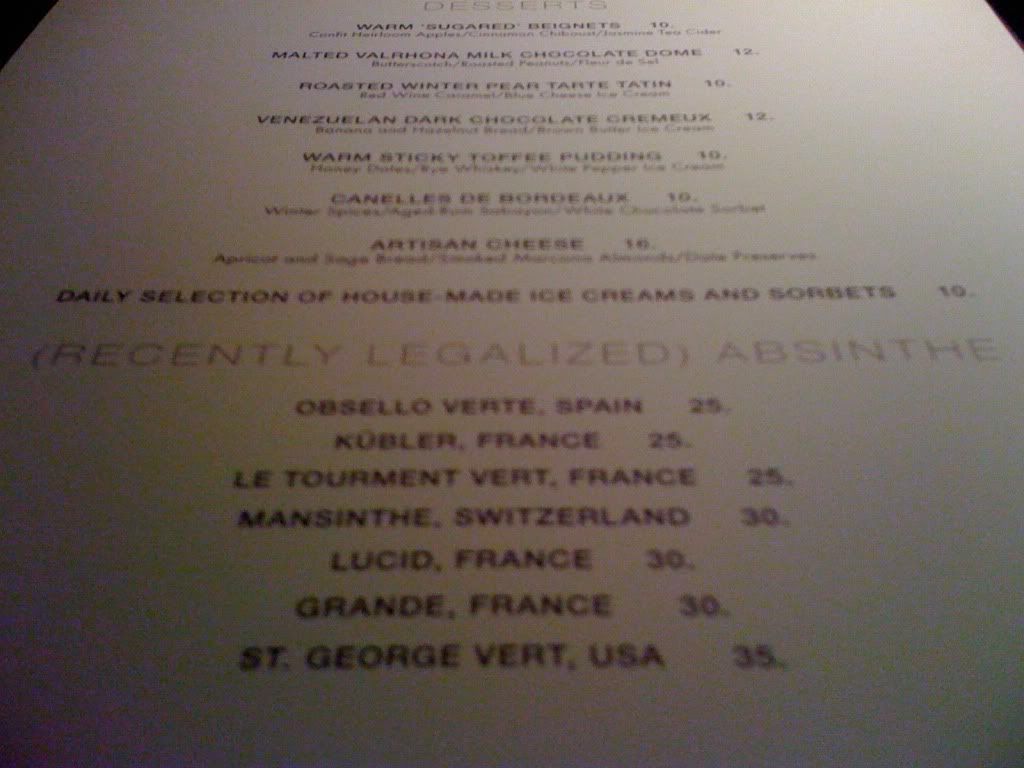 DESSERTS
WARM 'SUGARED' BEIGNETS 10.
Confit Heirloom Apples/Cinnamon Chiboust/Jasmine Tea Cider
MALTED VALRHONA MILK CHOCOLATE DOME 12.
Butterscotch/Roasted Peanuts/Fleur de Sel
ROASTED WINTER PEAR TARTE TATIN 10.
Red Wine Caramel/Blue Cheese Ice Cream
VENEZUELAN DARK CHOCOLATE CREMEUX 12.
Banana and Hazelnut Bread/Brown Butter Ice Cream
WARM STICKY TOFFEE PUDDING 10.
Honey Dates/Rye Whiskey/White Pepper Ice Cream
CANELLES DE BORDEAUX 10.
Winter Spices/Aged Rum Sabayon/White Chocolate Sorbet
ARTISAN CHEESE 16.
Apricot and Sage Bread/Smoked Marcona Almonds/Date Preserves
DAILY SELECTION OF HOUSE-MADE ICE CREAMS AND SORBETS 10.
(RECENTLY LEGALIZED) ABSINTHE
OBSELLO VERTE, SPAIN 25.
KÜBLER, FRANCE 25.
LE TOURMENT VERT, FRANCE 25.
MANSINTHE, SWITZERLAND 30.
LUCID, FRANCE 30.
GRANDE, FRANCE 30.
ST. GEORGE VERT, USA 35.